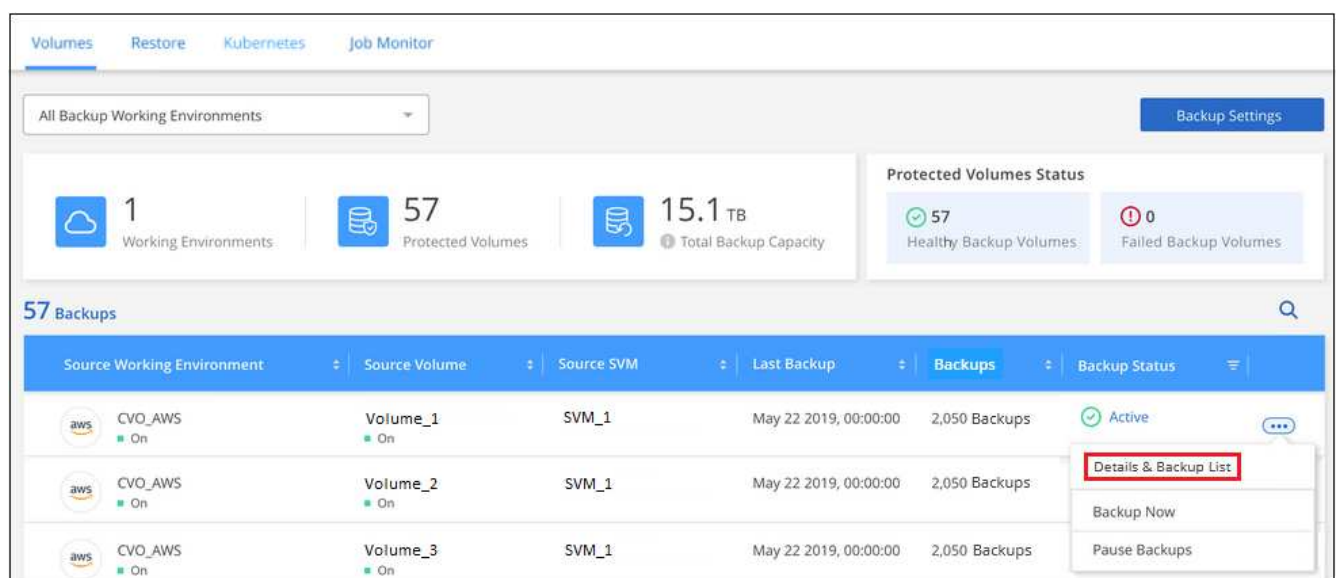 Volumes Restore Kubernetes Job Monitor
All Backup Working Environments
Backup Settings
Protected Volumes Status
1
Working Environments
57
Protected Volumes
15.1 TB
Total Backup Capacity
57
Healthy Backup Volumes
0
Failed Backup Volumes
57 Backups
Source Working Environment Source Volume Source SVM Last Backup Backups Backup Status
aws CVO_AWS Volume_1 SVM_1 May 22 2019, 00:00:00 2,050 Backups Active
On On
Details & Backup List
aws CVO_AWS Volume_2 SVM_1 May 22 2019, 00:00:00 2,050 Backups
On On
Backup Now
aws CVO_AWS Volume_3 SVM_1 May 22 2019, 00:00:00 2,050 Backups Pause Backups
On On